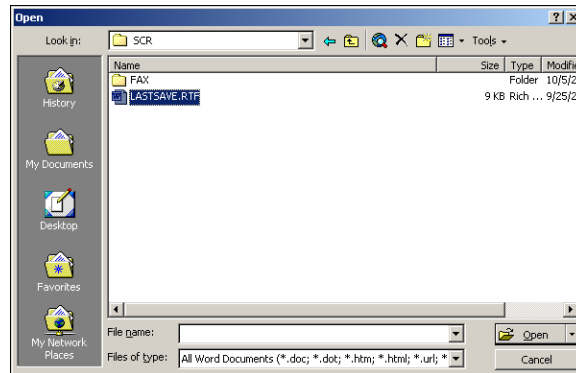 Open
Look in: SCR Tools
Name Size Type Modifie
FAX Folder 10/5/2
LASTSAVE.RTF 9 KB Rich ... 9/25/2
History
My Documents
Desktop
Favorites
My Network Places
File name: Open
Files of type: All Word Documents (*.doc; *.dot; *.htm; *.html; *.url; * Cancel